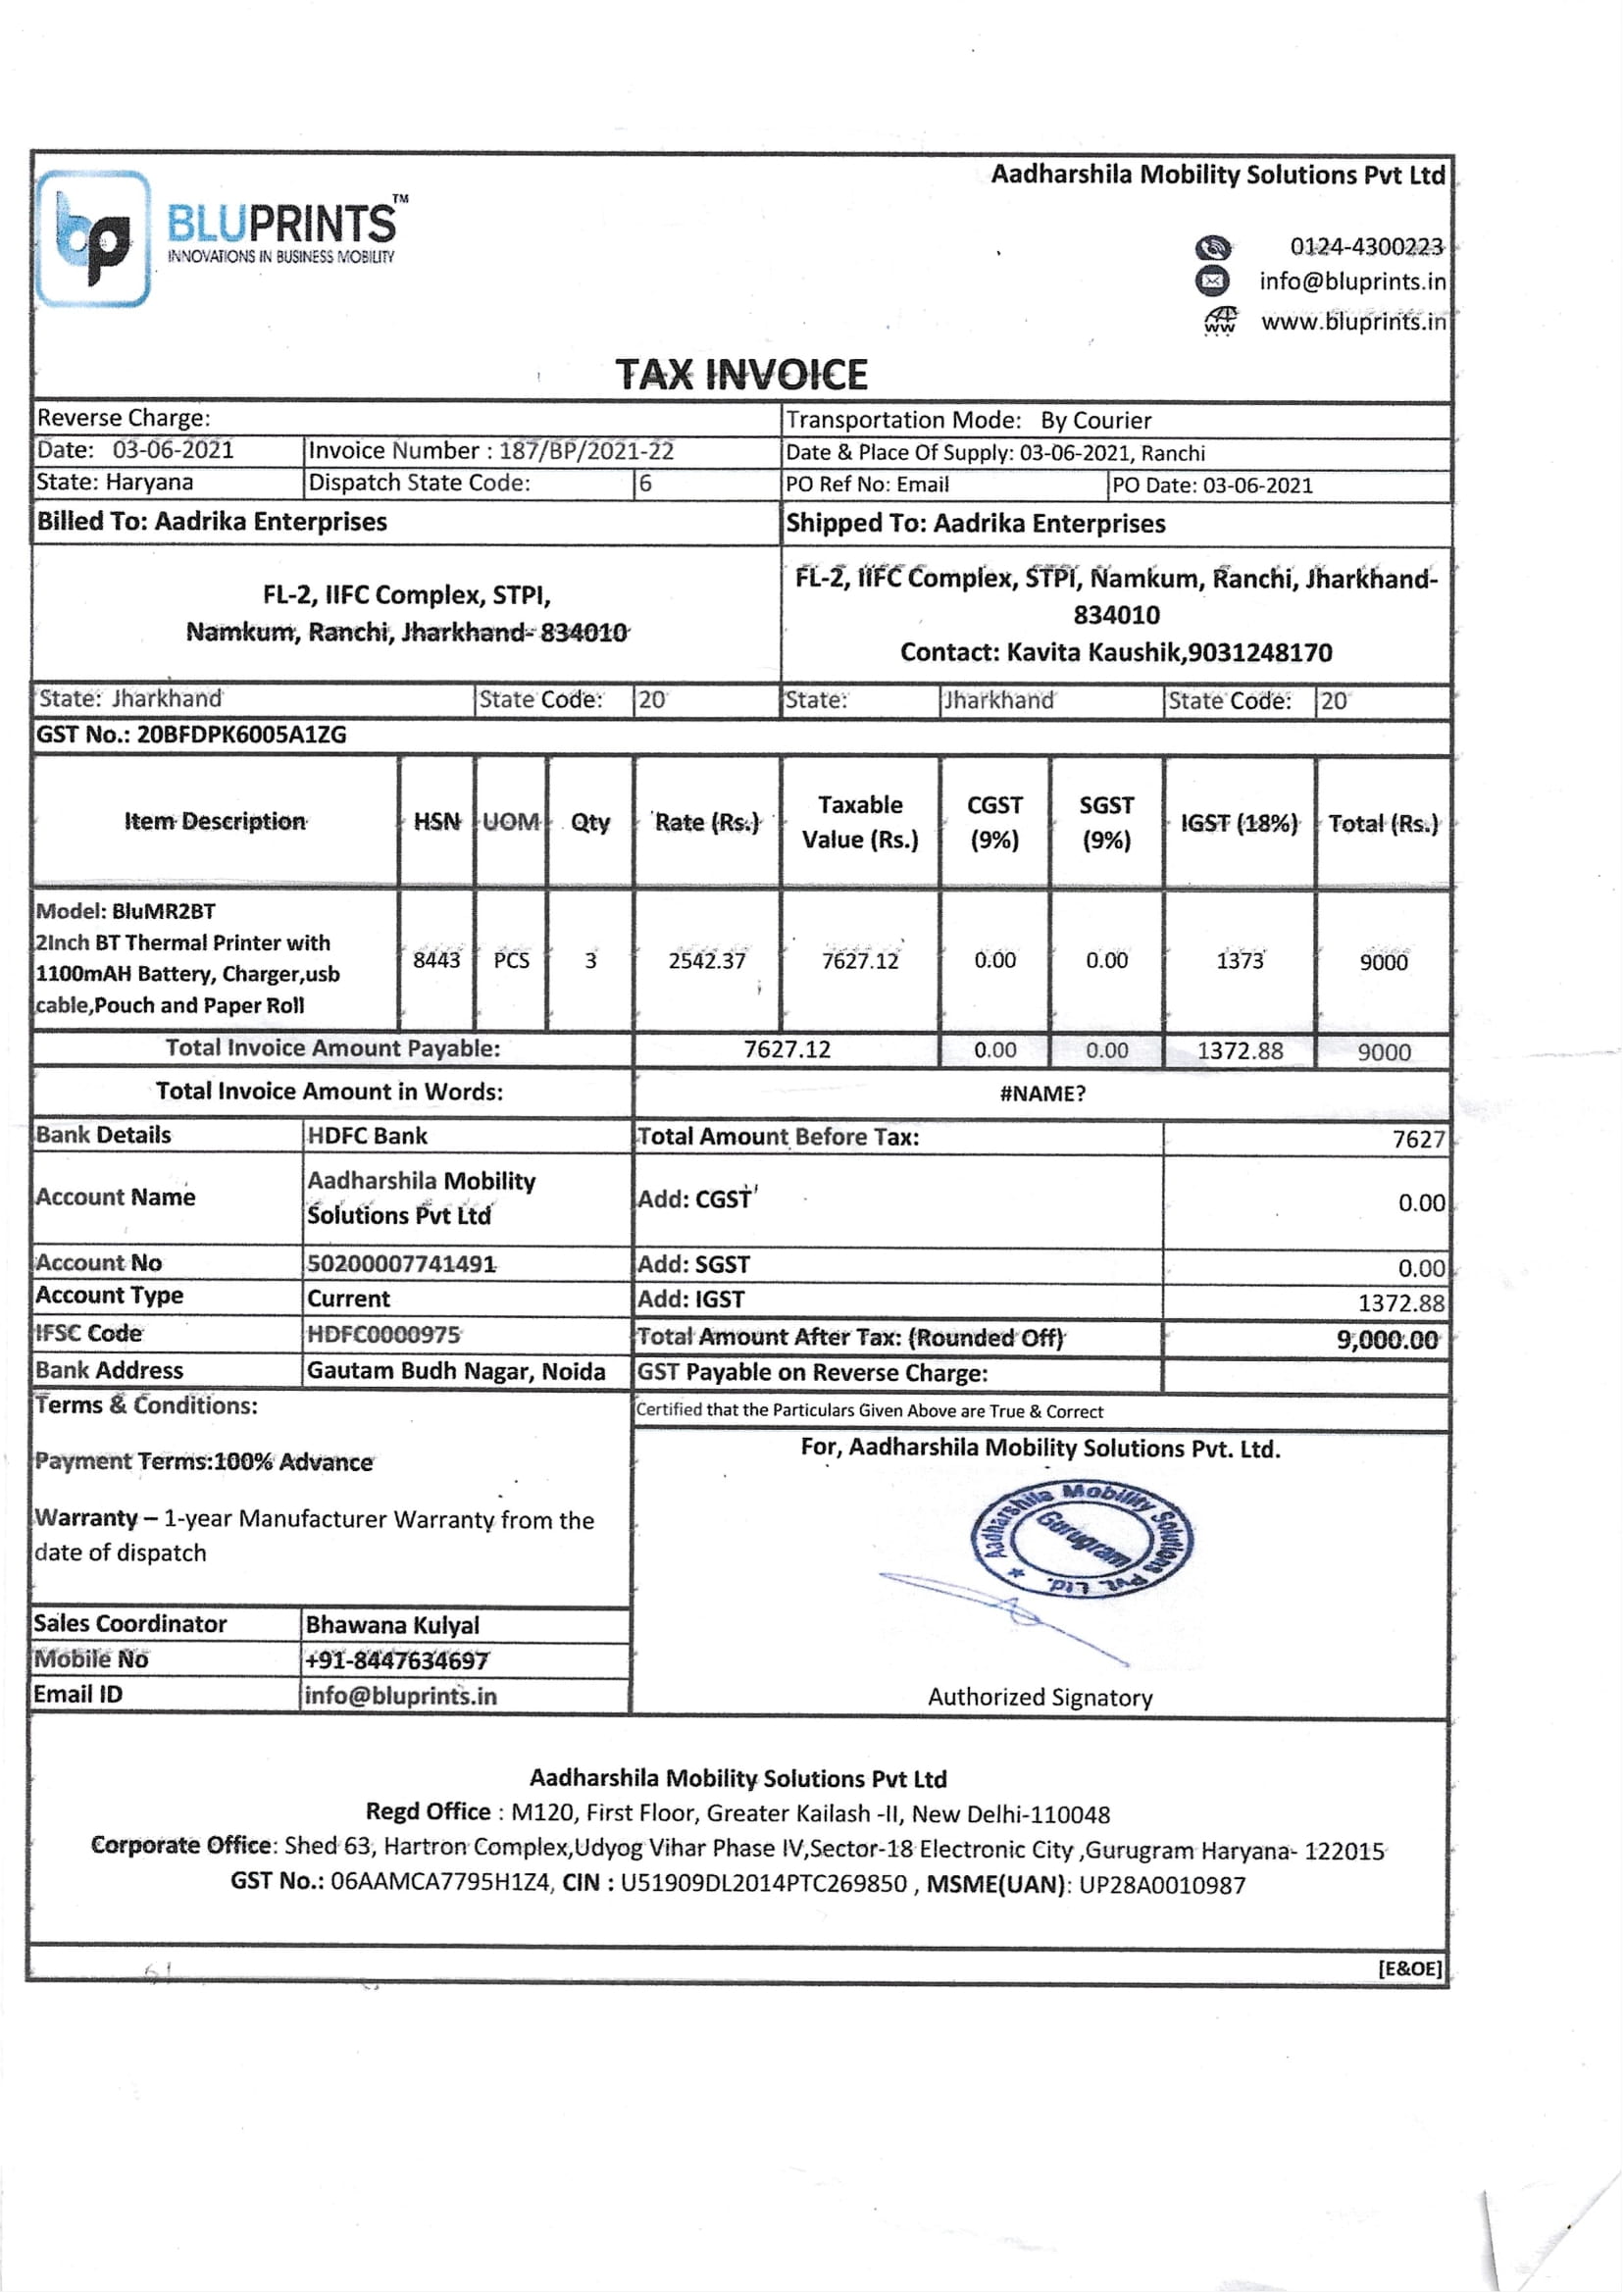 bp BLUPRINTS™
INNOVATIONS IN BUSINESS MOBILITY
Aadharshila Mobility Solutions Pvt Ltd
0124-4300223
info@bluprints.in
www www.bluprints.in
TAX INVOICE
Reverse Charge: Transportation Mode: By Courier
Date: 03-06-2021 Invoice Number : 187/BP/2021-22 Date & Place Of Supply: 03-06-2021, Ranchi
State: Haryana Dispatch State Code: 6 PO Ref No: Email PO Date: 03-06-2021
Billed To: Aadrika Enterprises Shipped To: Aadrika Enterprises
FL-2, IIFC Complex, STPI,
Namkum, Ranchi, Jharkhand- 834010
FL-2, IIFC Complex, STPI, Namkum, Ranchi, Jharkhand-
834010
Contact: Kavita Kaushik,9031248170
State: Jharkhand State Code: 20 State: Jharkhand State Code: 20
GST No.: 20BFDPK6005A1ZG
Item Description HSN UOM Qty Rate (Rs.) Taxable Value (Rs.) CGST (9%) SGST (9%) IGST (18%) Total (Rs.)
Model: BluMR2BT
2Inch BT Thermal Printer with
1100mAH Battery, Charger,usb
cable,Pouch and Paper Roll
8443 PCS 3 2542.37 7627.12 0.00 0.00 1373 9000
Total Invoice Amount Payable: 7627.12 0.00 0.00 1372.88 9000
Total Invoice Amount in Words: #NAME?
Bank Details HDFC Bank Total Amount Before Tax: 7627
Account Name Aadharshila Mobility Solutions Pvt Ltd Add: CGST 0.00
Account No 50200007741491 Add: SGST 0.00
Account Type Current Add: IGST 1372.88
IFSC Code HDFC0000975 Total Amount After Tax: (Rounded Off) 9,000.00
Bank Address Gautam Budh Nagar, Noida GST Payable on Reverse Charge:
Terms & Conditions:
Payment Terms:100% Advance
Warranty – 1-year Manufacturer Warranty from the
date of dispatch
Certified that the Particulars Given Above are True & Correct
For, Aadharshila Mobility Solutions Pvt. Ltd.
Aadharshila Mobility Solutions Pvt. Ltd.
Gurugram
Authorized Signatory
Sales Coordinator Bhawana Kulyal
Mobile No +91-8447634697
Email ID info@bluprints.in
Aadharshila Mobility Solutions Pvt Ltd
Regd Office : M120, First Floor, Greater Kailash -II, New Delhi-110048
Corporate Office: Shed 63, Hartron Complex,Udyog Vihar Phase IV,Sector-18 Electronic City ,Gurugram Haryana- 122015
GST No.: 06AAMCA7795H1Z4, CIN : U51909DL2014PTC269850 , MSME(UAN): UP28A0010987
[E&OE]